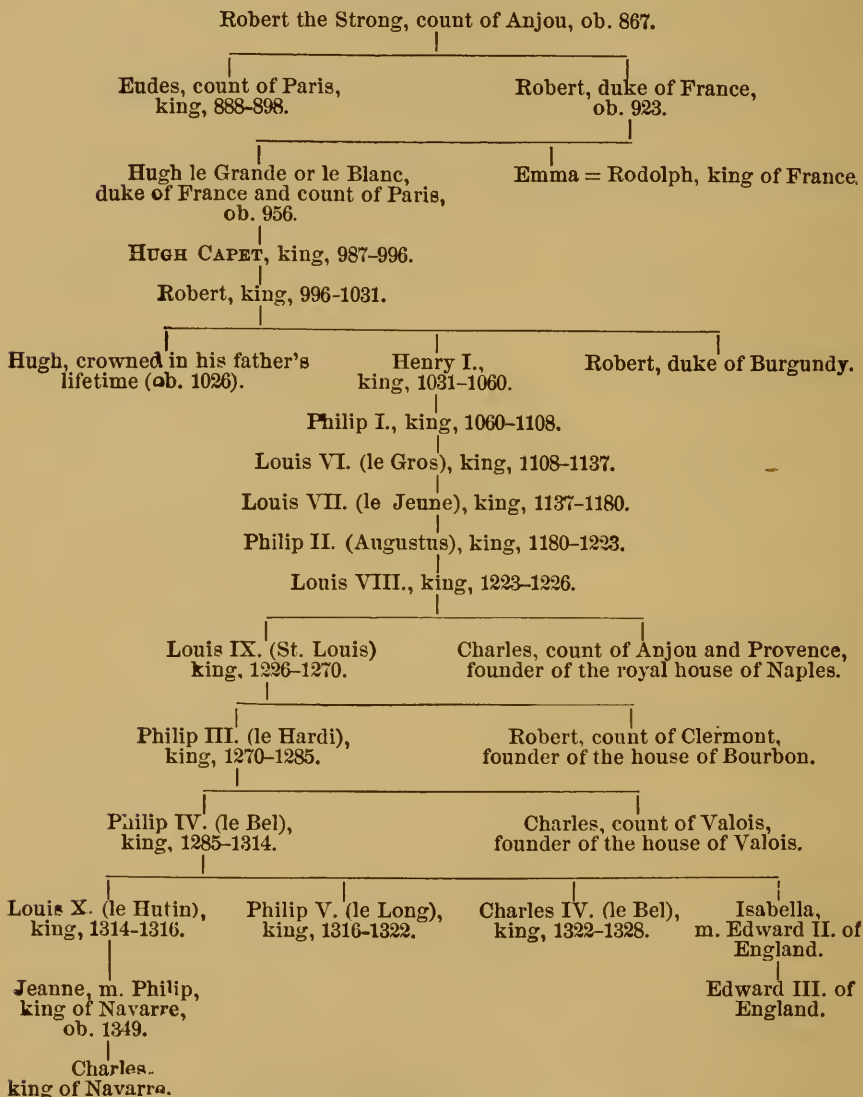 Robert the Strong, count of Anjou, ob. 867.
Eudes, count of Paris,
king, 888-898.
Robert, duke of France,
ob. 923.
Hugh le Grande or le Blanc,
duke of France and count of Paris,
ob. 956.
Emma = Rodolph, king of France.
HUGH CAPET, king, 987-996.
Robert, king, 996-1031.
Hugh, crowned in his father's
lifetime (ob. 1026).
Henry I.,
king, 1031-1060.
Robert, duke of Burgundy.
Philip I., king, 1060-1108.
Louis VI. (le Gros), king, 1108-1137.
Louis VII. (le Jeune), king, 1137-1180.
Philip II. (Augustus), king, 1180-1223.
Louis VIII., king, 1223-1226.
Louis IX. (St. Louis)
king, 1226-1270.
Charles, count of Anjou and Provence,
founder of the royal house of Naples.
Philip III. (le Hardi),
king, 1270-1285.
Robert, count of Clermont,
founder of the house of Bourbon.
Philip IV. (le Bel),
king, 1285-1314.
Charles, count of Valois,
founder of the house of Valois.
Louis X. (le Hutin),
king, 1314-1316.
Philip V. (le Long),
king, 1316-1322.
Charles IV. (le Bel),
king, 1322-1328.
Isabella,
m. Edward II. of
England.
Jeanne, m. Philip,
king of Navarre,
ob. 1349.
Edward III. of
England.
Charles,
king of Navarre.